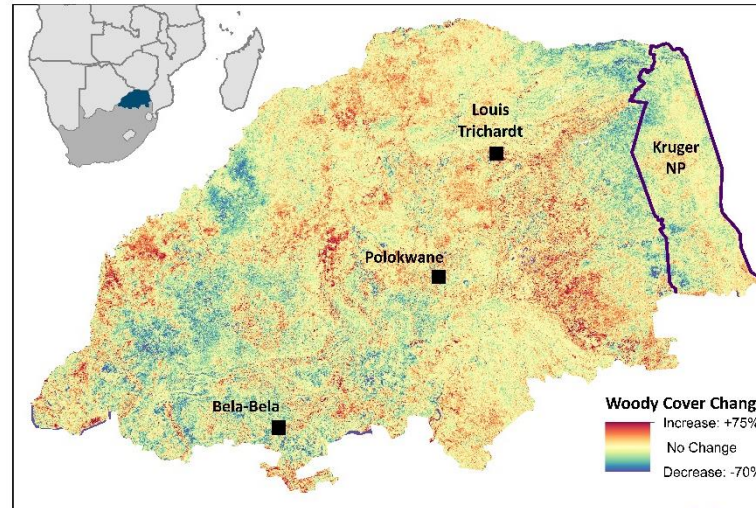 Louis
Trichardt
Kruger
NP
Polokwane
Bela-Bela
Woody Cover Chang
Increase: +75%
No Change
Decrease: -70%